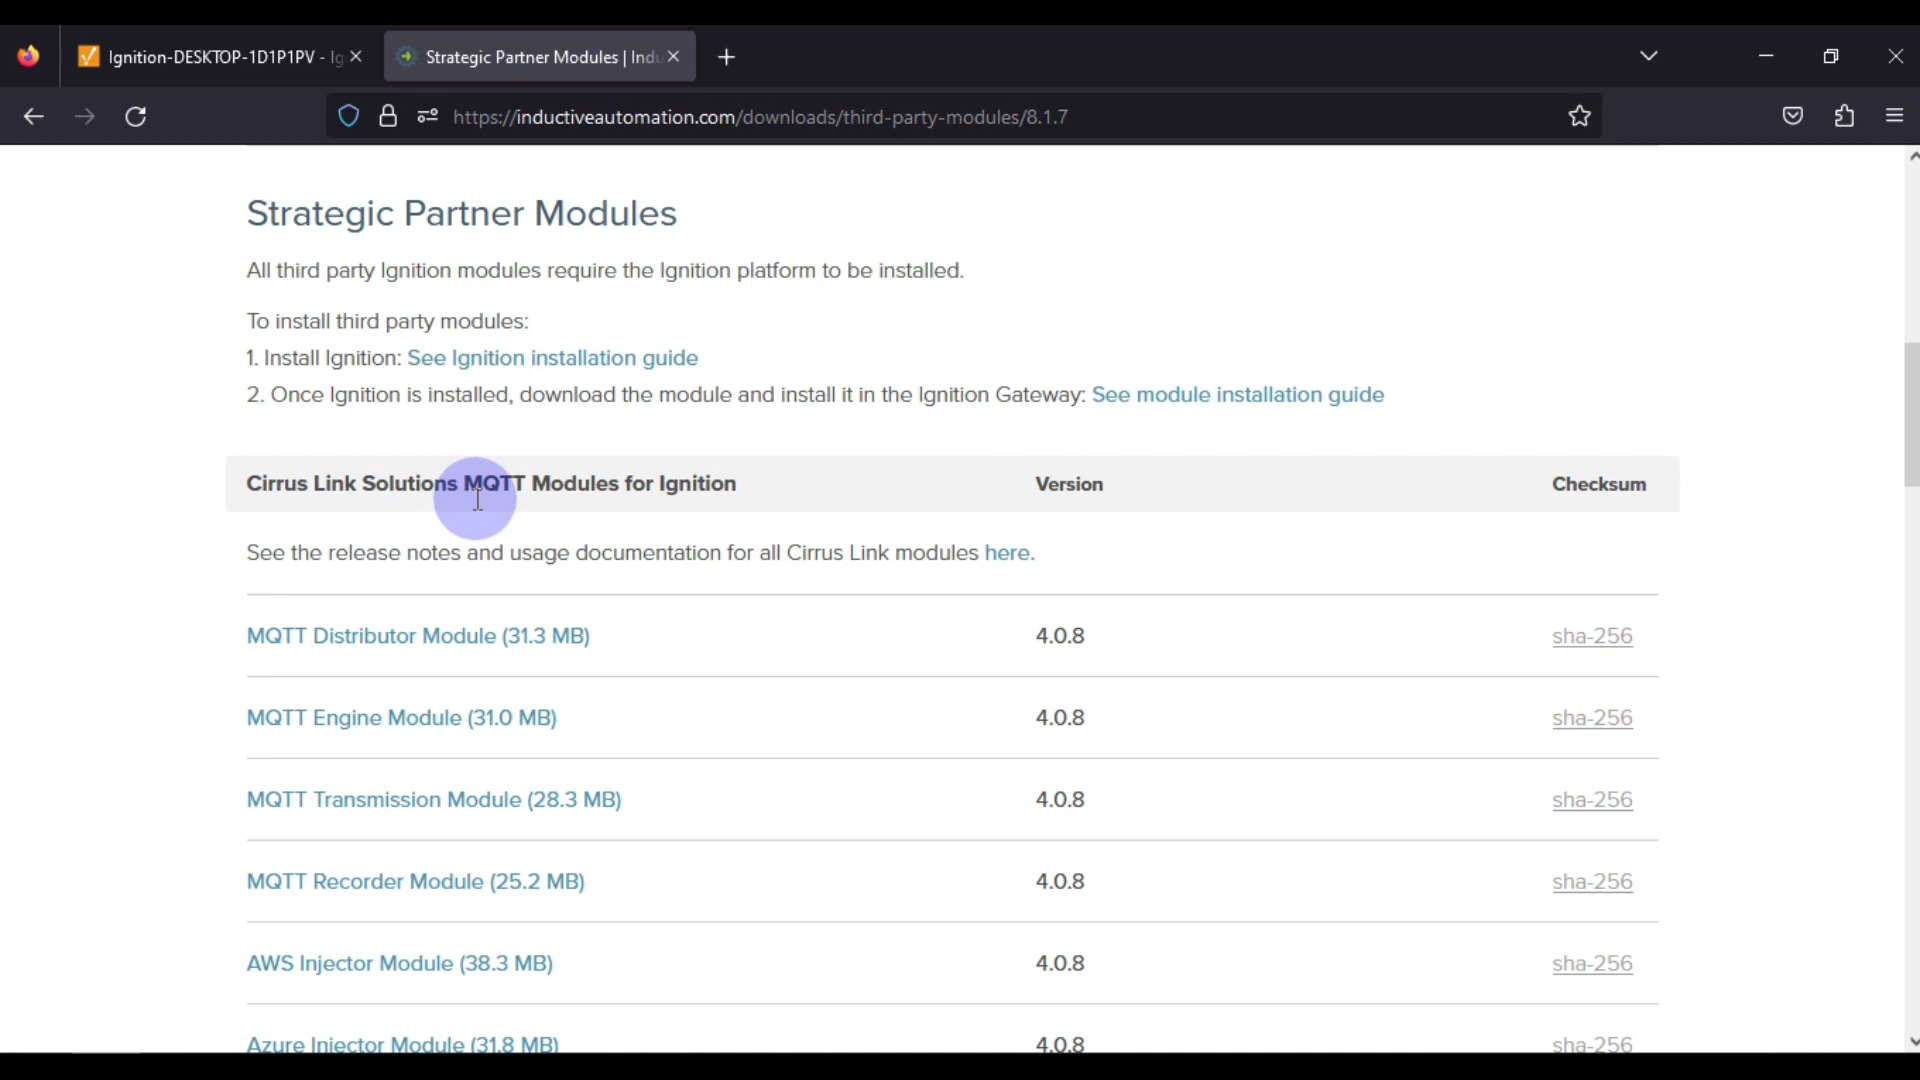 Ignition-DESKTOP-1D1P1PV - Ig
Strategic Partner Modules | Indu
https://inductiveautomation.com/downloads/third-party-modules/8.1.7
Strategic Partner Modules
All third party Ignition modules require the Ignition platform to be installed.
To install third party modules:
1. Install Ignition: See Ignition installation guide
2. Once Ignition is installed, download the module and install it in the Ignition Gateway: See module installation guide
Cirrus Link Solutions MQTT Modules for Ignition Version Checksum
See the release notes and usage documentation for all Cirrus Link modules here.
MQTT Distributor Module (31.3 MB) 4.0.8 sha-256
MQTT Engine Module (31.0 MB) 4.0.8 sha-256
MQTT Transmission Module (28.3 MB) 4.0.8 sha-256
MQTT Recorder Module (25.2 MB) 4.0.8 sha-256
AWS Injector Module (38.3 MB) 4.0.8 sha-256
Azure Injector Module (31.8 MB) 4.0.8 sha-256